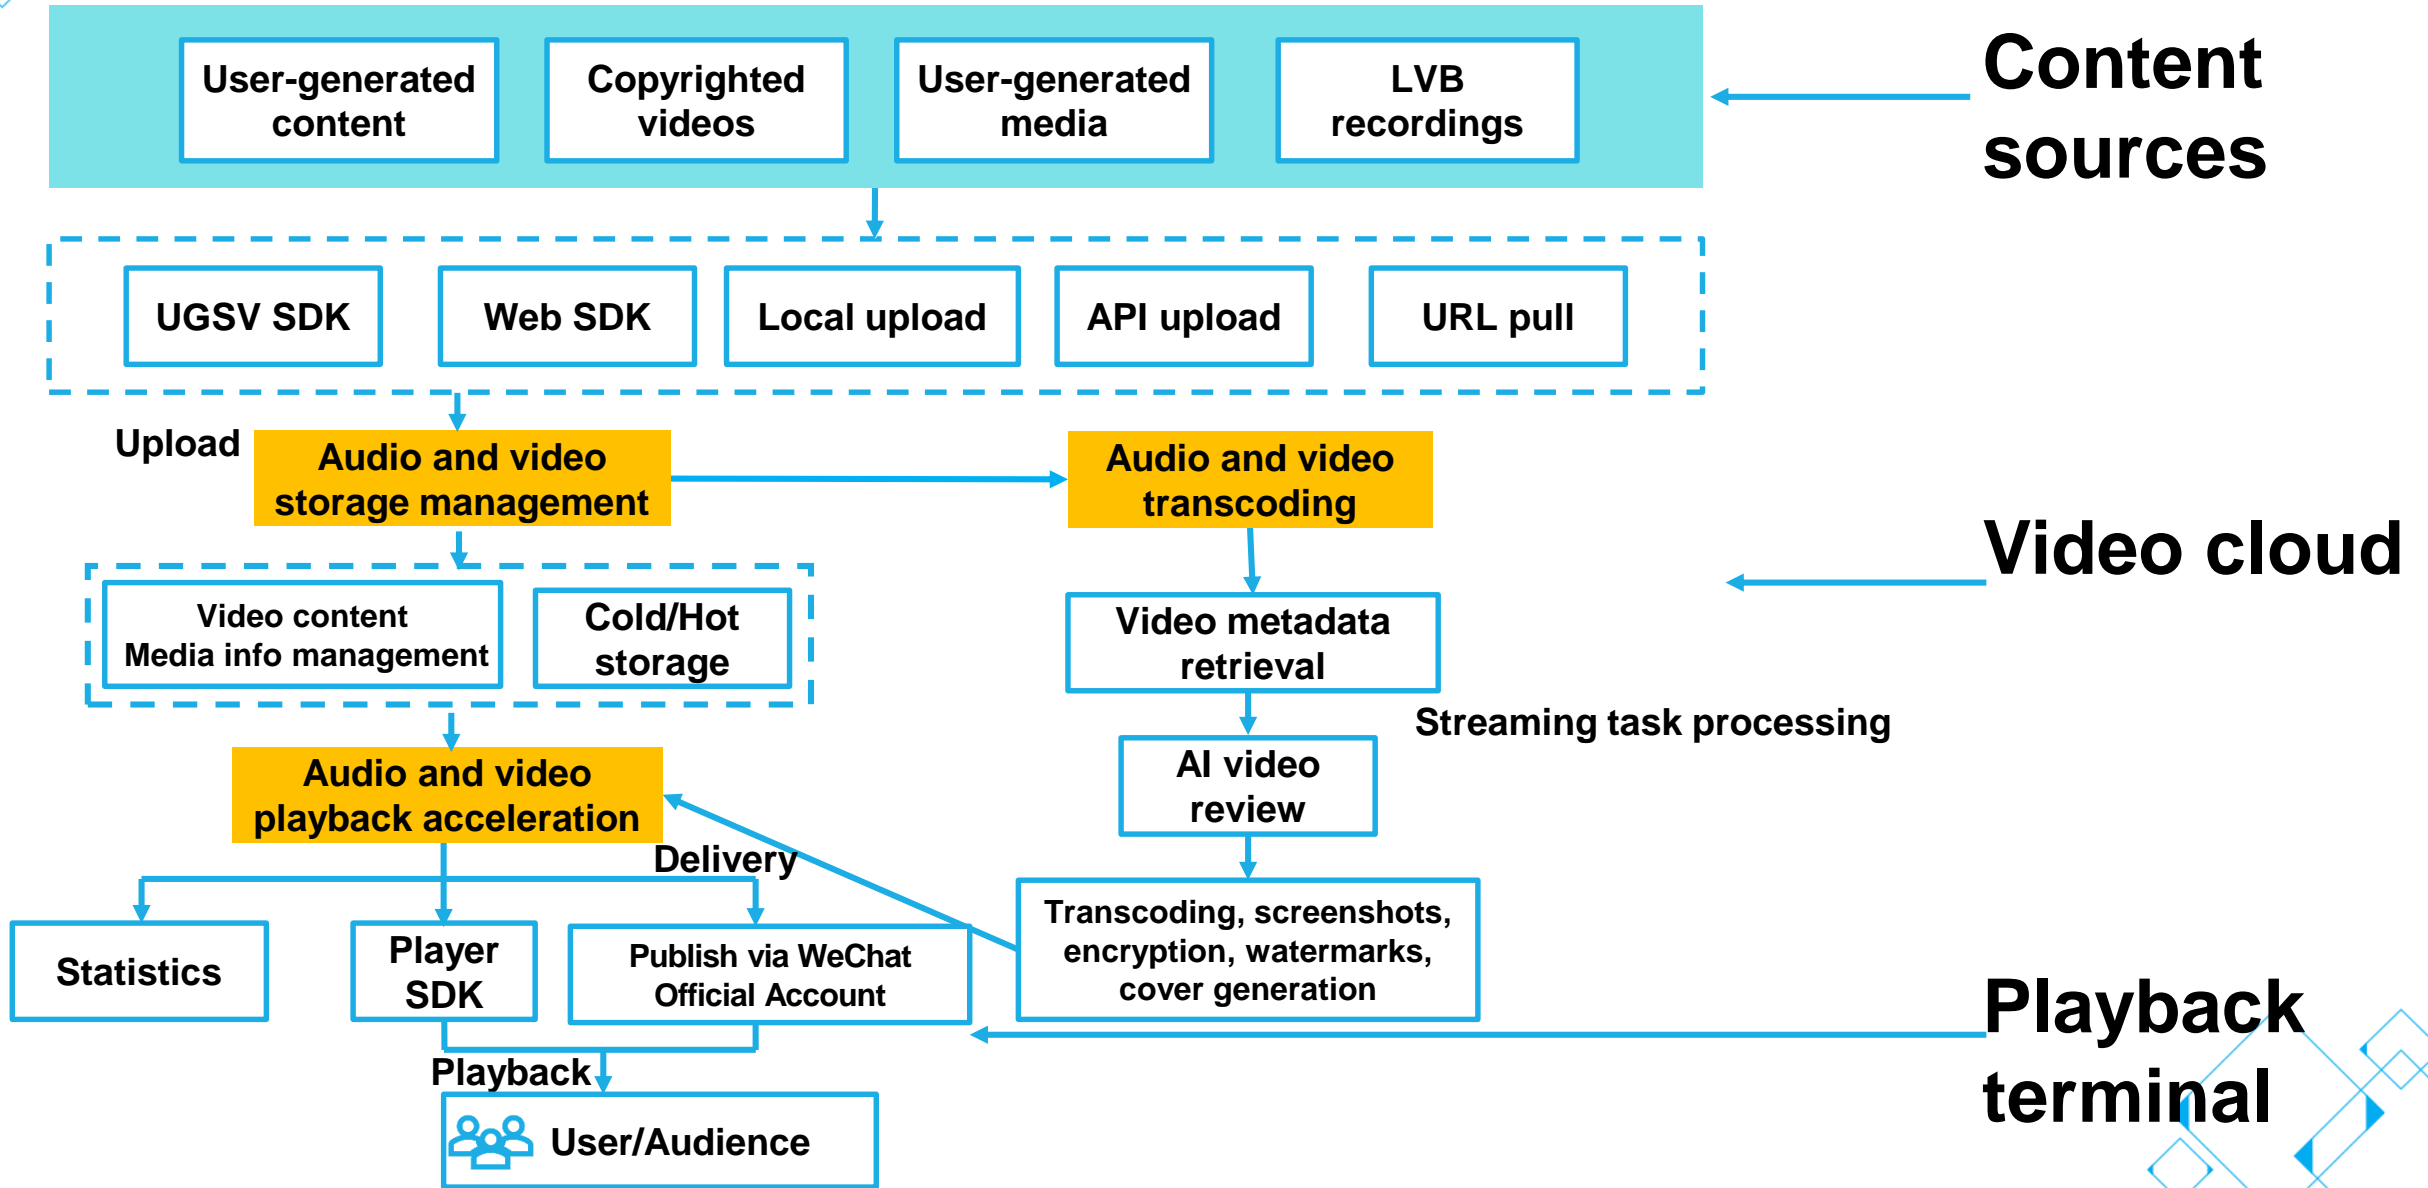 User-generated
content
Copyrighted
videos
User-generated
media
LVB
recordings
Content
sources
UGSV SDK
Web SDK
Local upload
API upload
URL pull
Upload
Audio and video
storage management
Audio and video
transcoding
Video cloud
Video content
Media info management
Cold/Hot
storage
Video metadata
retrieval
Streaming task processing
Audio and video
playback acceleration
AI video
review
Delivery
Statistics
Player
SDK
Publish via WeChat
Official Account
Transcoding, screenshots,
encryption, watermarks,
cover generation
Playback
terminal
Playback
User/Audience